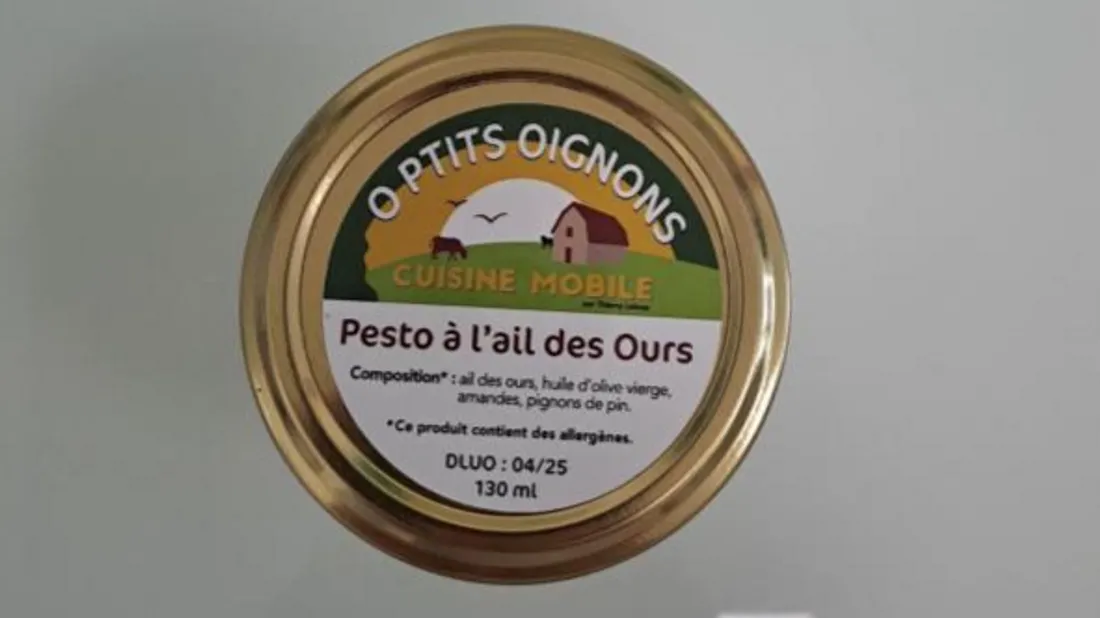 O PTITS OIGNONS
CUISINE MOBILE
Pesto à l'ail des Ours
Composition* : ail des ours, huile d'olive vierge,
amandes, pignons de pin.
*Ce produit contient des allergènes.
DLUO : 04/25
130 ml